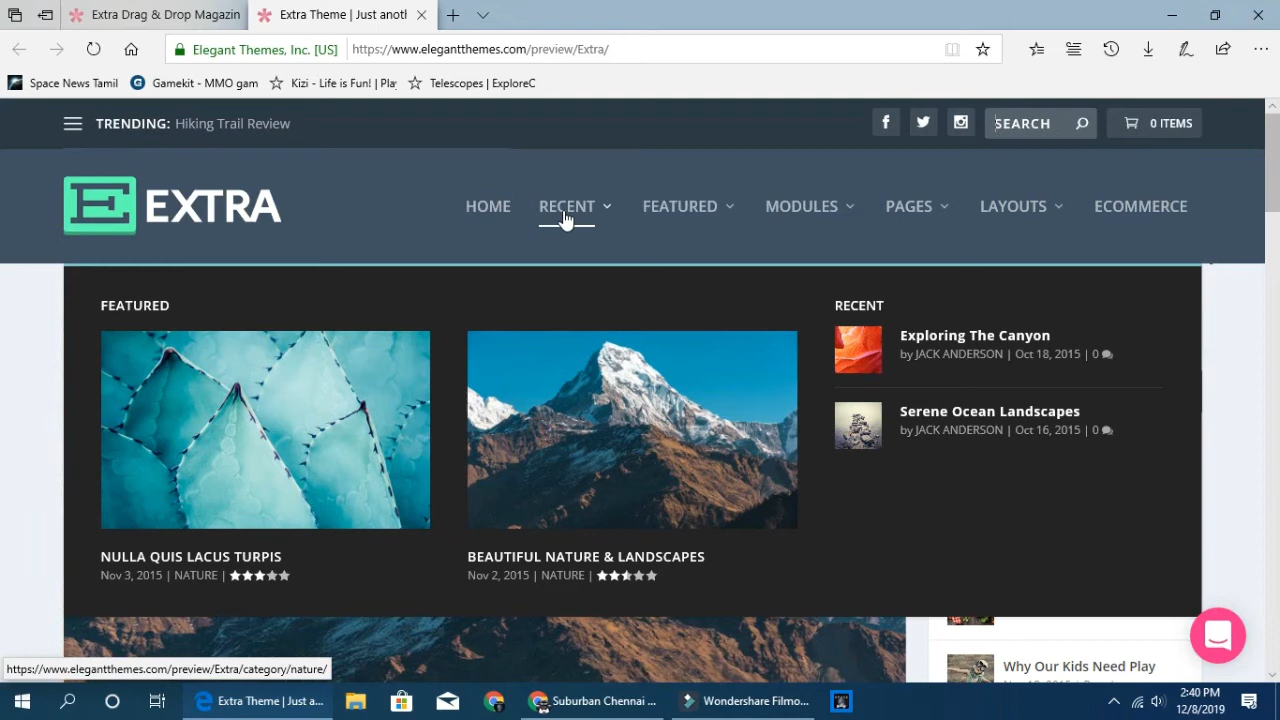 Extra Drag & Drop Magazin
Extra Theme | Just anotl
Elegant Themes, Inc. [US]
https://www.elegantthemes.com/preview/Extra/
Space News Tamil
Gamekit - MMO gam
Kizi - Life is Fun! | Pla
Telescopes | ExploreC
TRENDING: Hiking Trail Review
SEARCH
0 ITEMS
E EXTRA
HOME
RECENT
FEATURED
MODULES
PAGES
LAYOUTS
ECOMMERCE
FEATURED
NULLA QUIS LACUS TURPIS
Nov 3, 2015 | NATURE |
BEAUTIFUL NATURE & LANDSCAPES
Nov 2, 2015 | NATURE |
RECENT
Exploring The Canyon
by JACK ANDERSON | Oct 18, 2015 | 0
Serene Ocean Landscapes
by JACK ANDERSON | Oct 16, 2015 | 0
Why Our Kids Need Play
https://www.elegantthemes.com/preview/Extra/category/nature/
Extra Theme | Just a...
Suburban Chennai ...
Wondershare Filmo...
2:40 PM
12/8/2019